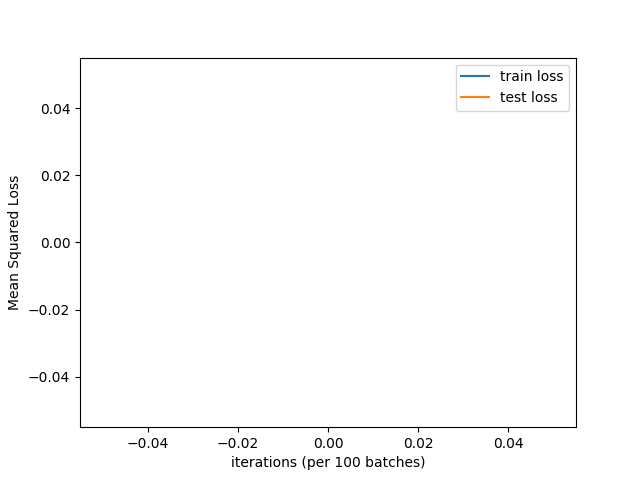 train loss
test loss
0.04
0.02
0.00
−0.02
−0.04
Mean Squared Loss
−0.04 −0.02 0.00 0.02 0.04
iterations (per 100 batches)